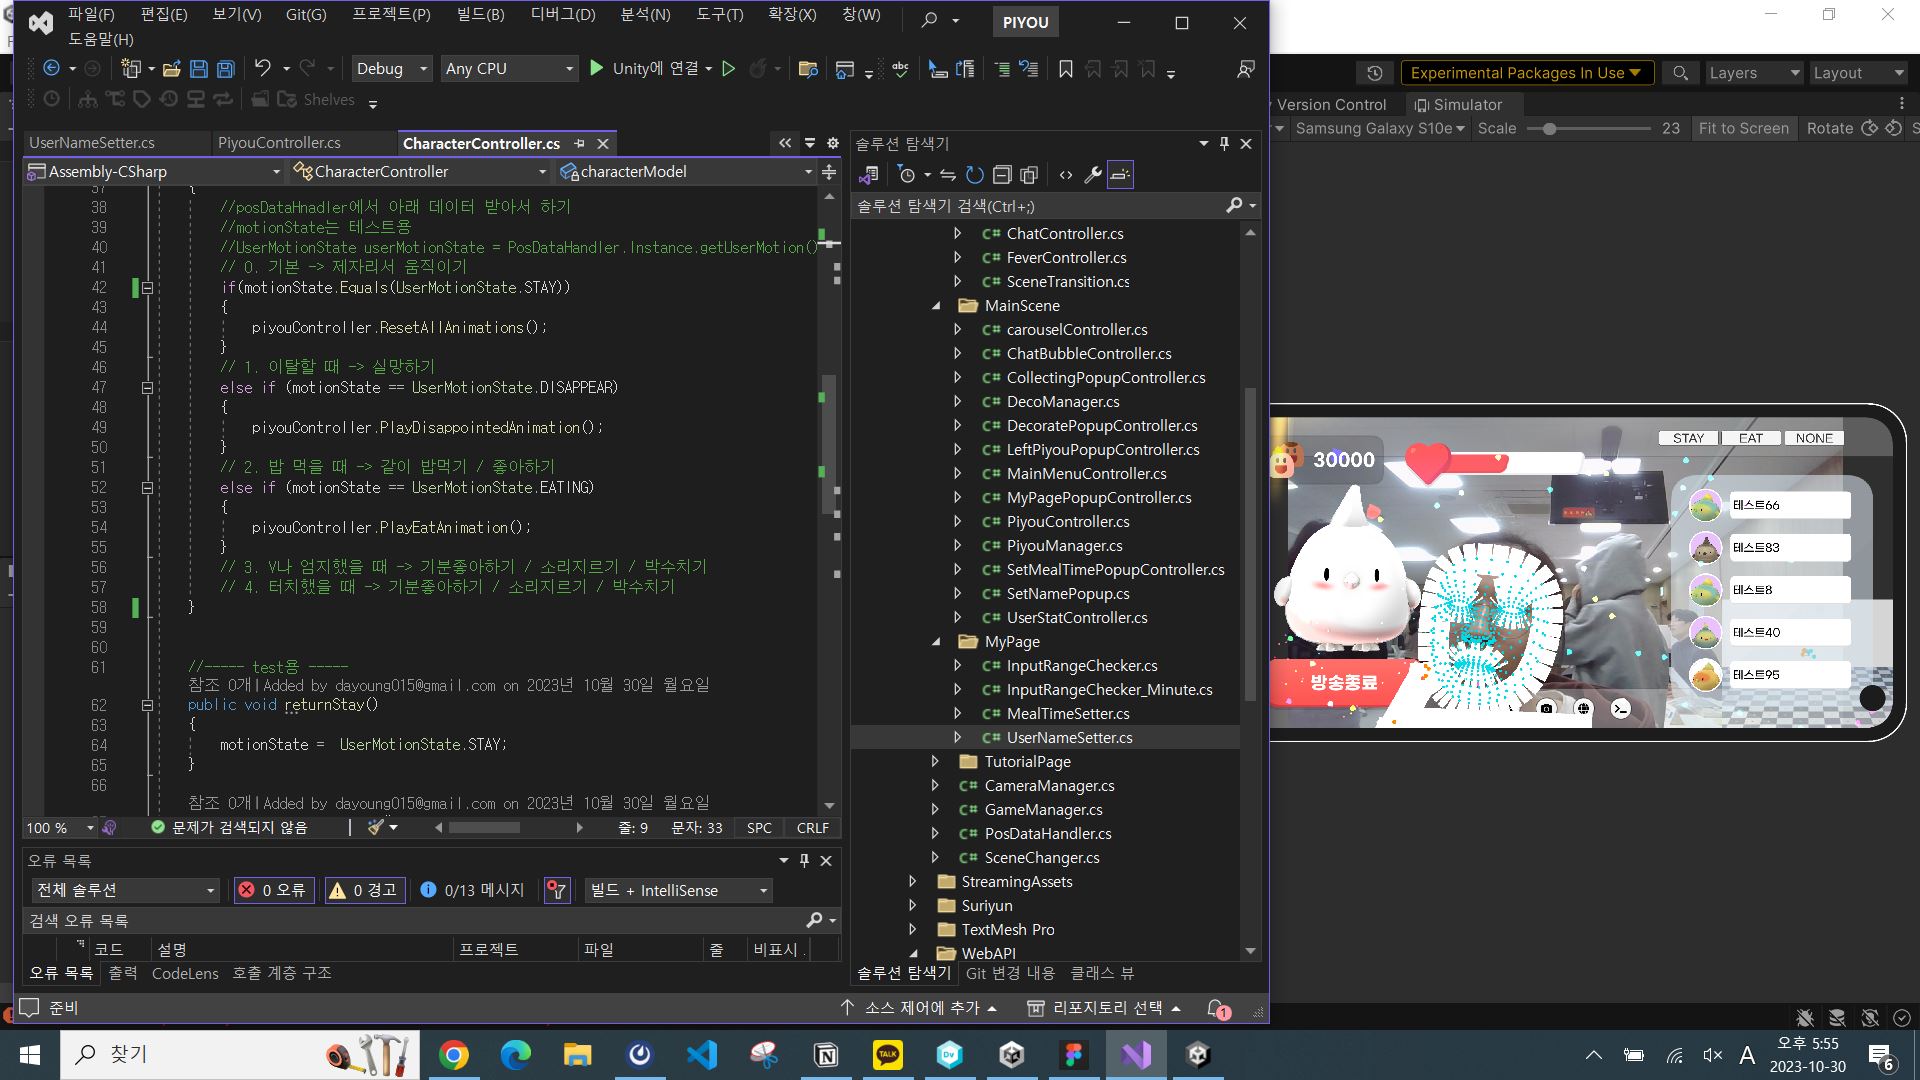 파일(F) 편집(E) 보기(V) Git(G) 프로젝트(P) 빌드(B) 디버그(D) 분석(N) 도구(T) 확장(X) 창(W)
도움말(H)
PIYOU
Debug Any CPU Unity에 연결
Shelves
UserNameSetter.cs PiyouController.cs CharacterController.cs
Assembly-CSharp CharacterController characterModel
37 {
38 //posDataHnadler에서 아래 데이터 받아서 하기
39 //motionState는 테스트용
40 //UserMotionState userMotionState = PosDataHandler.Instance.getUserMotion()
41 // 0. 기본 -> 제자리서 움직이기
42 if(motionState.Equals(UserMotionState.STAY))
43 {
44 piyouController.ResetAllAnimations();
45 }
46 // 1. 이탈할 때 -> 실망하기
47 else if (motionState == UserMotionState.DISAPPEAR)
48 {
49 piyouController.PlayDisappointedAnimation();
50 }
51 // 2. 밥 먹을 때 -> 같이 밥먹기 / 좋아하기
52 else if (motionState == UserMotionState.EATING)
53 {
54 piyouController.PlayEatAnimation();
55 }
56 // 3. V나 엄지했을 때 -> 기분좋아하기 / 소리지르기 / 박수치기
57 // 4. 터치했을 때 -> 기분좋아하기 / 소리지르기 / 박수치기
58 }
59
60
61 //----- test용 -----
참조 0개|Added by dayoung015@gmail.com on 2023년 10월 30일 월요일
62 public void returnStay()
63 {
64 motionState = UserMotionState.STAY;
65 }
66
참조 0개|Added by dayoung015@gmail.com on 2023년 10월 30일 월요일
100 % 문제가 검색되지 않음 줄: 9 문자: 33 SPC CRLF
오류 목록
전체 솔루션 0 오류 0 경고 0/13 메시지 빌드 + IntelliSense
검색 오류 목록
코드 설명 프로젝트 파일 줄 비표시
오류 목록 출력 CodeLens 호출 계층 구조
솔루션 탐색기
솔루션 탐색기 검색(Ctrl+;)
C# ChatController.cs
C# FeverController.cs
C# SceneTransition.cs
MainScene
C# carouselController.cs
C# ChatBubbleController.cs
C# CollectingPopupController.cs
C# DecoManager.cs
C# DecoratePopupController.cs
C# LeftPiyouPopupController.cs
C# MainMenuController.cs
C# MyPagePopupController.cs
C# PiyouController.cs
C# PiyouManager.cs
C# SetMealTimePopupController.cs
C# SetNamePopup.cs
C# UserStatController.cs
MyPage
C# InputRangeChecker.cs
C# InputRangeChecker_Minute.cs
C# MealTimeSetter.cs
C# UserNameSetter.cs
TutorialPage
C# CameraManager.cs
C# GameManager.cs
C# PosDataHandler.cs
C# SceneChanger.cs
StreamingAssets
Suriyun
TextMesh Pro
WebAPI
솔루션 탐색기 Git 변경 내용 클래스 뷰
준비 소스 제어에 추가 리포지토리 선택 1
Experimental Packages In Use Layers Layout
Version Control Simulator
Samsung Galaxy S10e Scale 23 Fit to Screen Rotate S
STAY EAT NONE
30000
테스트66
테스트83
테스트8
테스트40
테스트95
방송종료
찾기
TALK
Dv
A
오후 5:55
2023-10-30
6